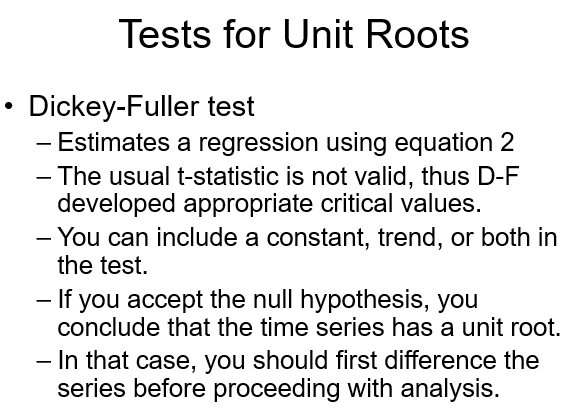 Tests for Unit Roots
• Dickey-Fuller test
– Estimates a regression using equation 2
– The usual t-statistic is not valid, thus D-F
developed appropriate critical values.
– You can include a constant, trend, or both in
the test.
– If you accept the null hypothesis, you
conclude that the time series has a unit root.
– In that case, you should first difference the
series before proceeding with analysis.